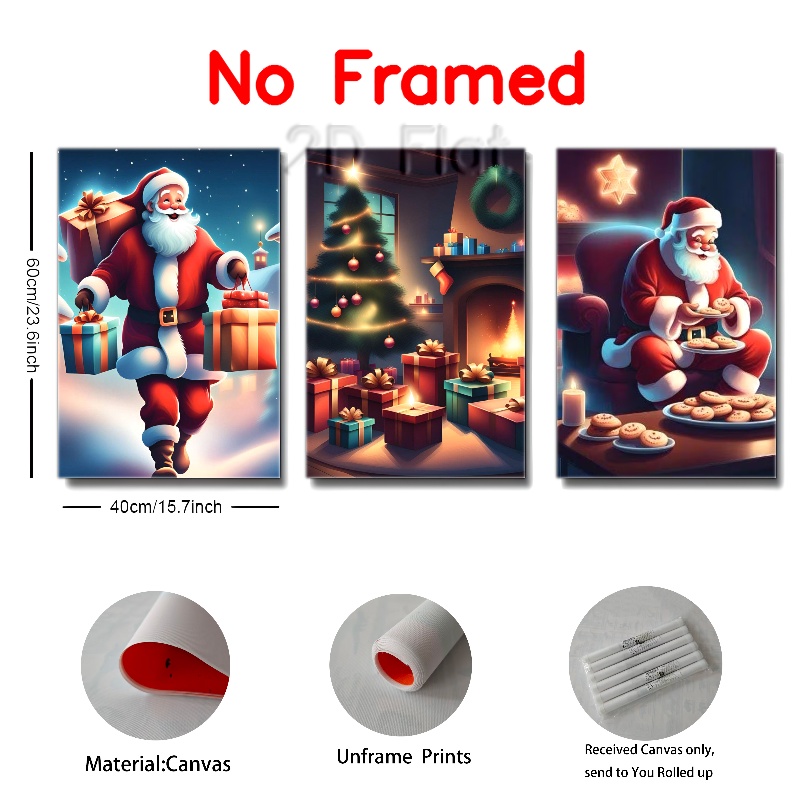 No Framed
2D Flat
60cm/23.6inch
40cm/15.7inch
Material:Canvas
Unframe Prints
Received Canvas only,
send to You Rolled up